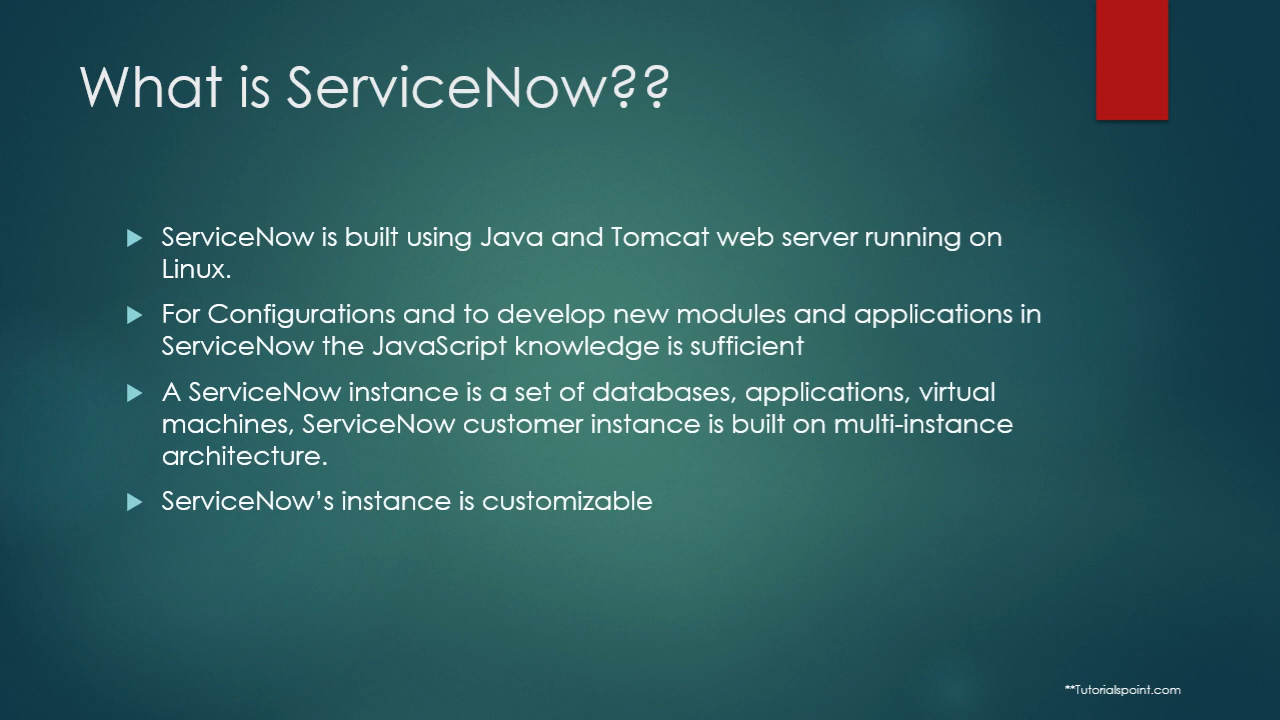 What is ServiceNow??
ServiceNow is built using Java and Tomcat web server running on
Linux.
For Configurations and to develop new modules and applications in
ServiceNow the JavaScript knowledge is sufficient
A ServiceNow instance is a set of databases, applications, virtual
machines, ServiceNow customer instance is built on multi-instance
architecture.
ServiceNow’s instance is customizable
**Tutorialspoint.com